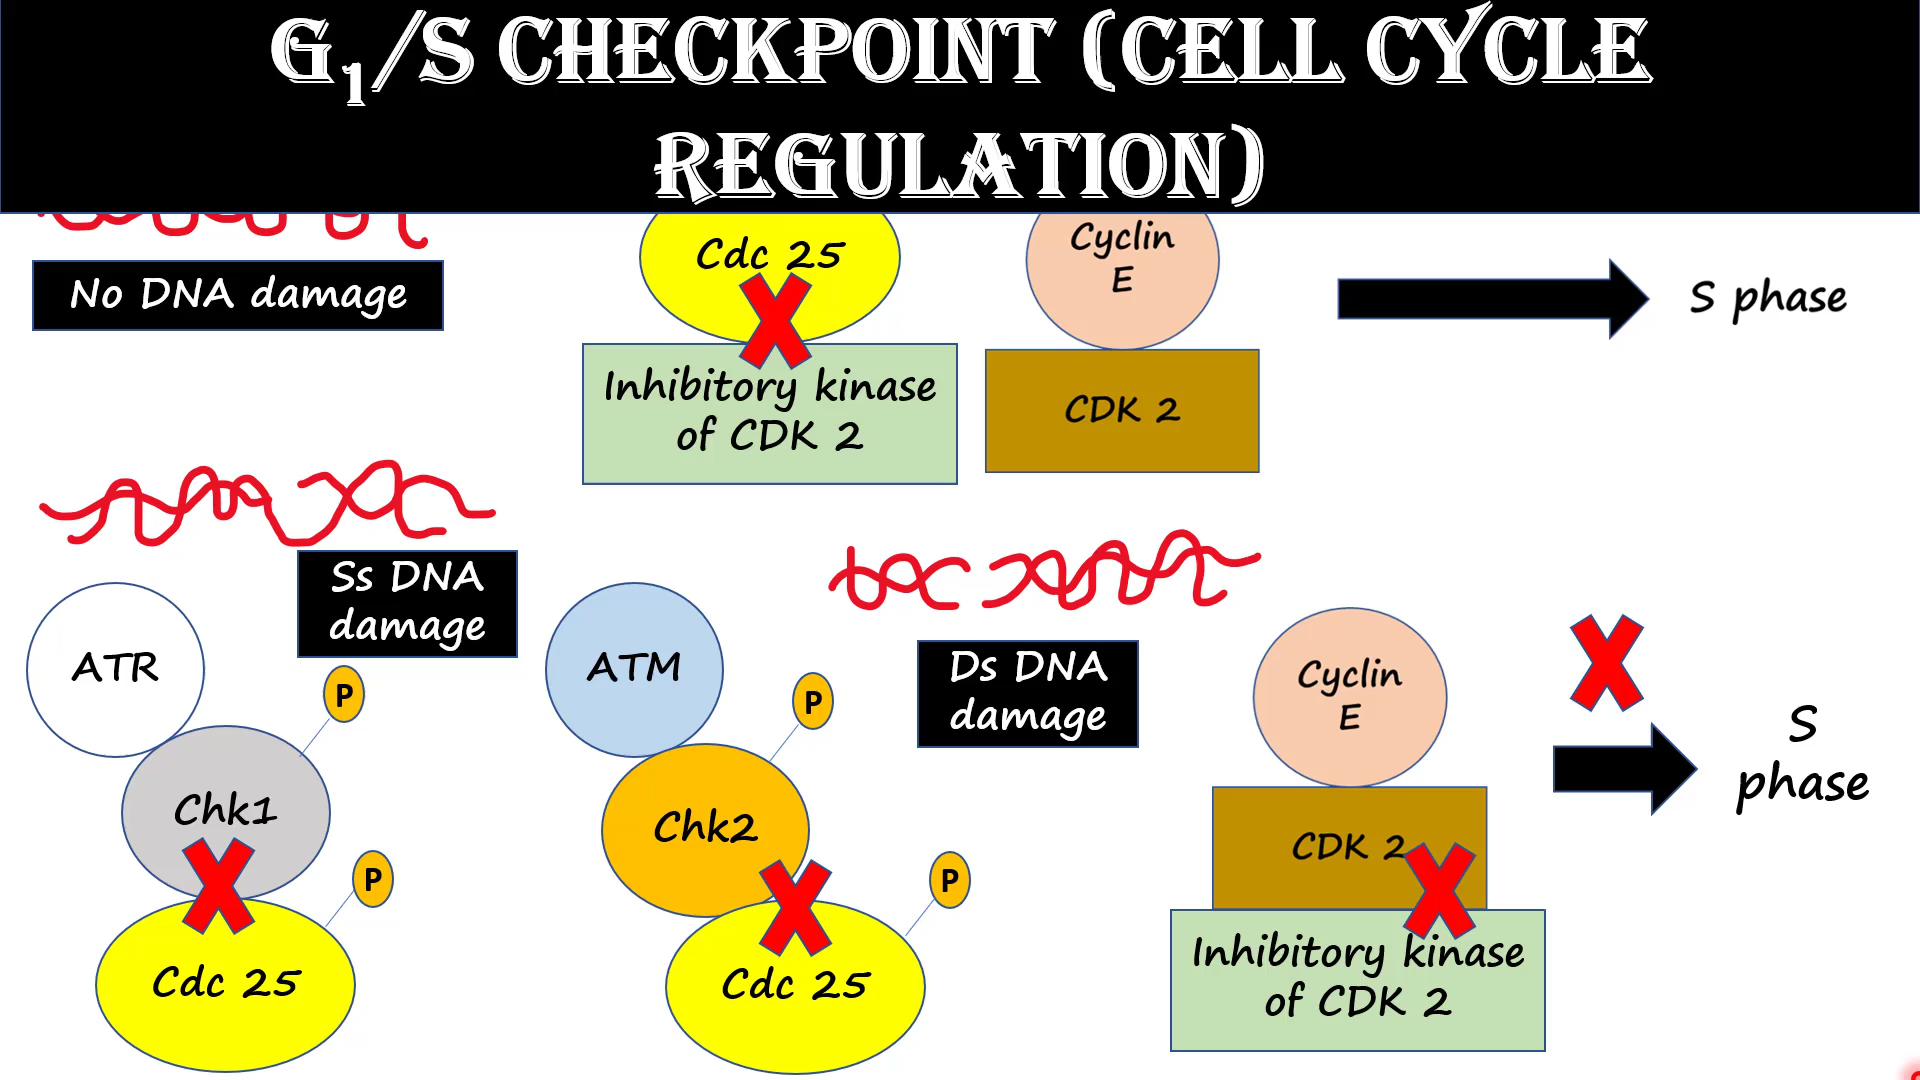 G1/S CHECKPOINT (CELL CYCLE
REGULATION)
No DNA damage
Cdc 25
Inhibitory kinase
of CDK 2
Cyclin
E
CDK 2
S phase
Ss DNA
damage
ATR
P
Chk1
P
Cdc 25
ATM
P
Chk2
P
Cdc 25
Ds DNA
damage
Cyclin
E
CDK 2
Inhibitory kinase
of CDK 2
S
phase